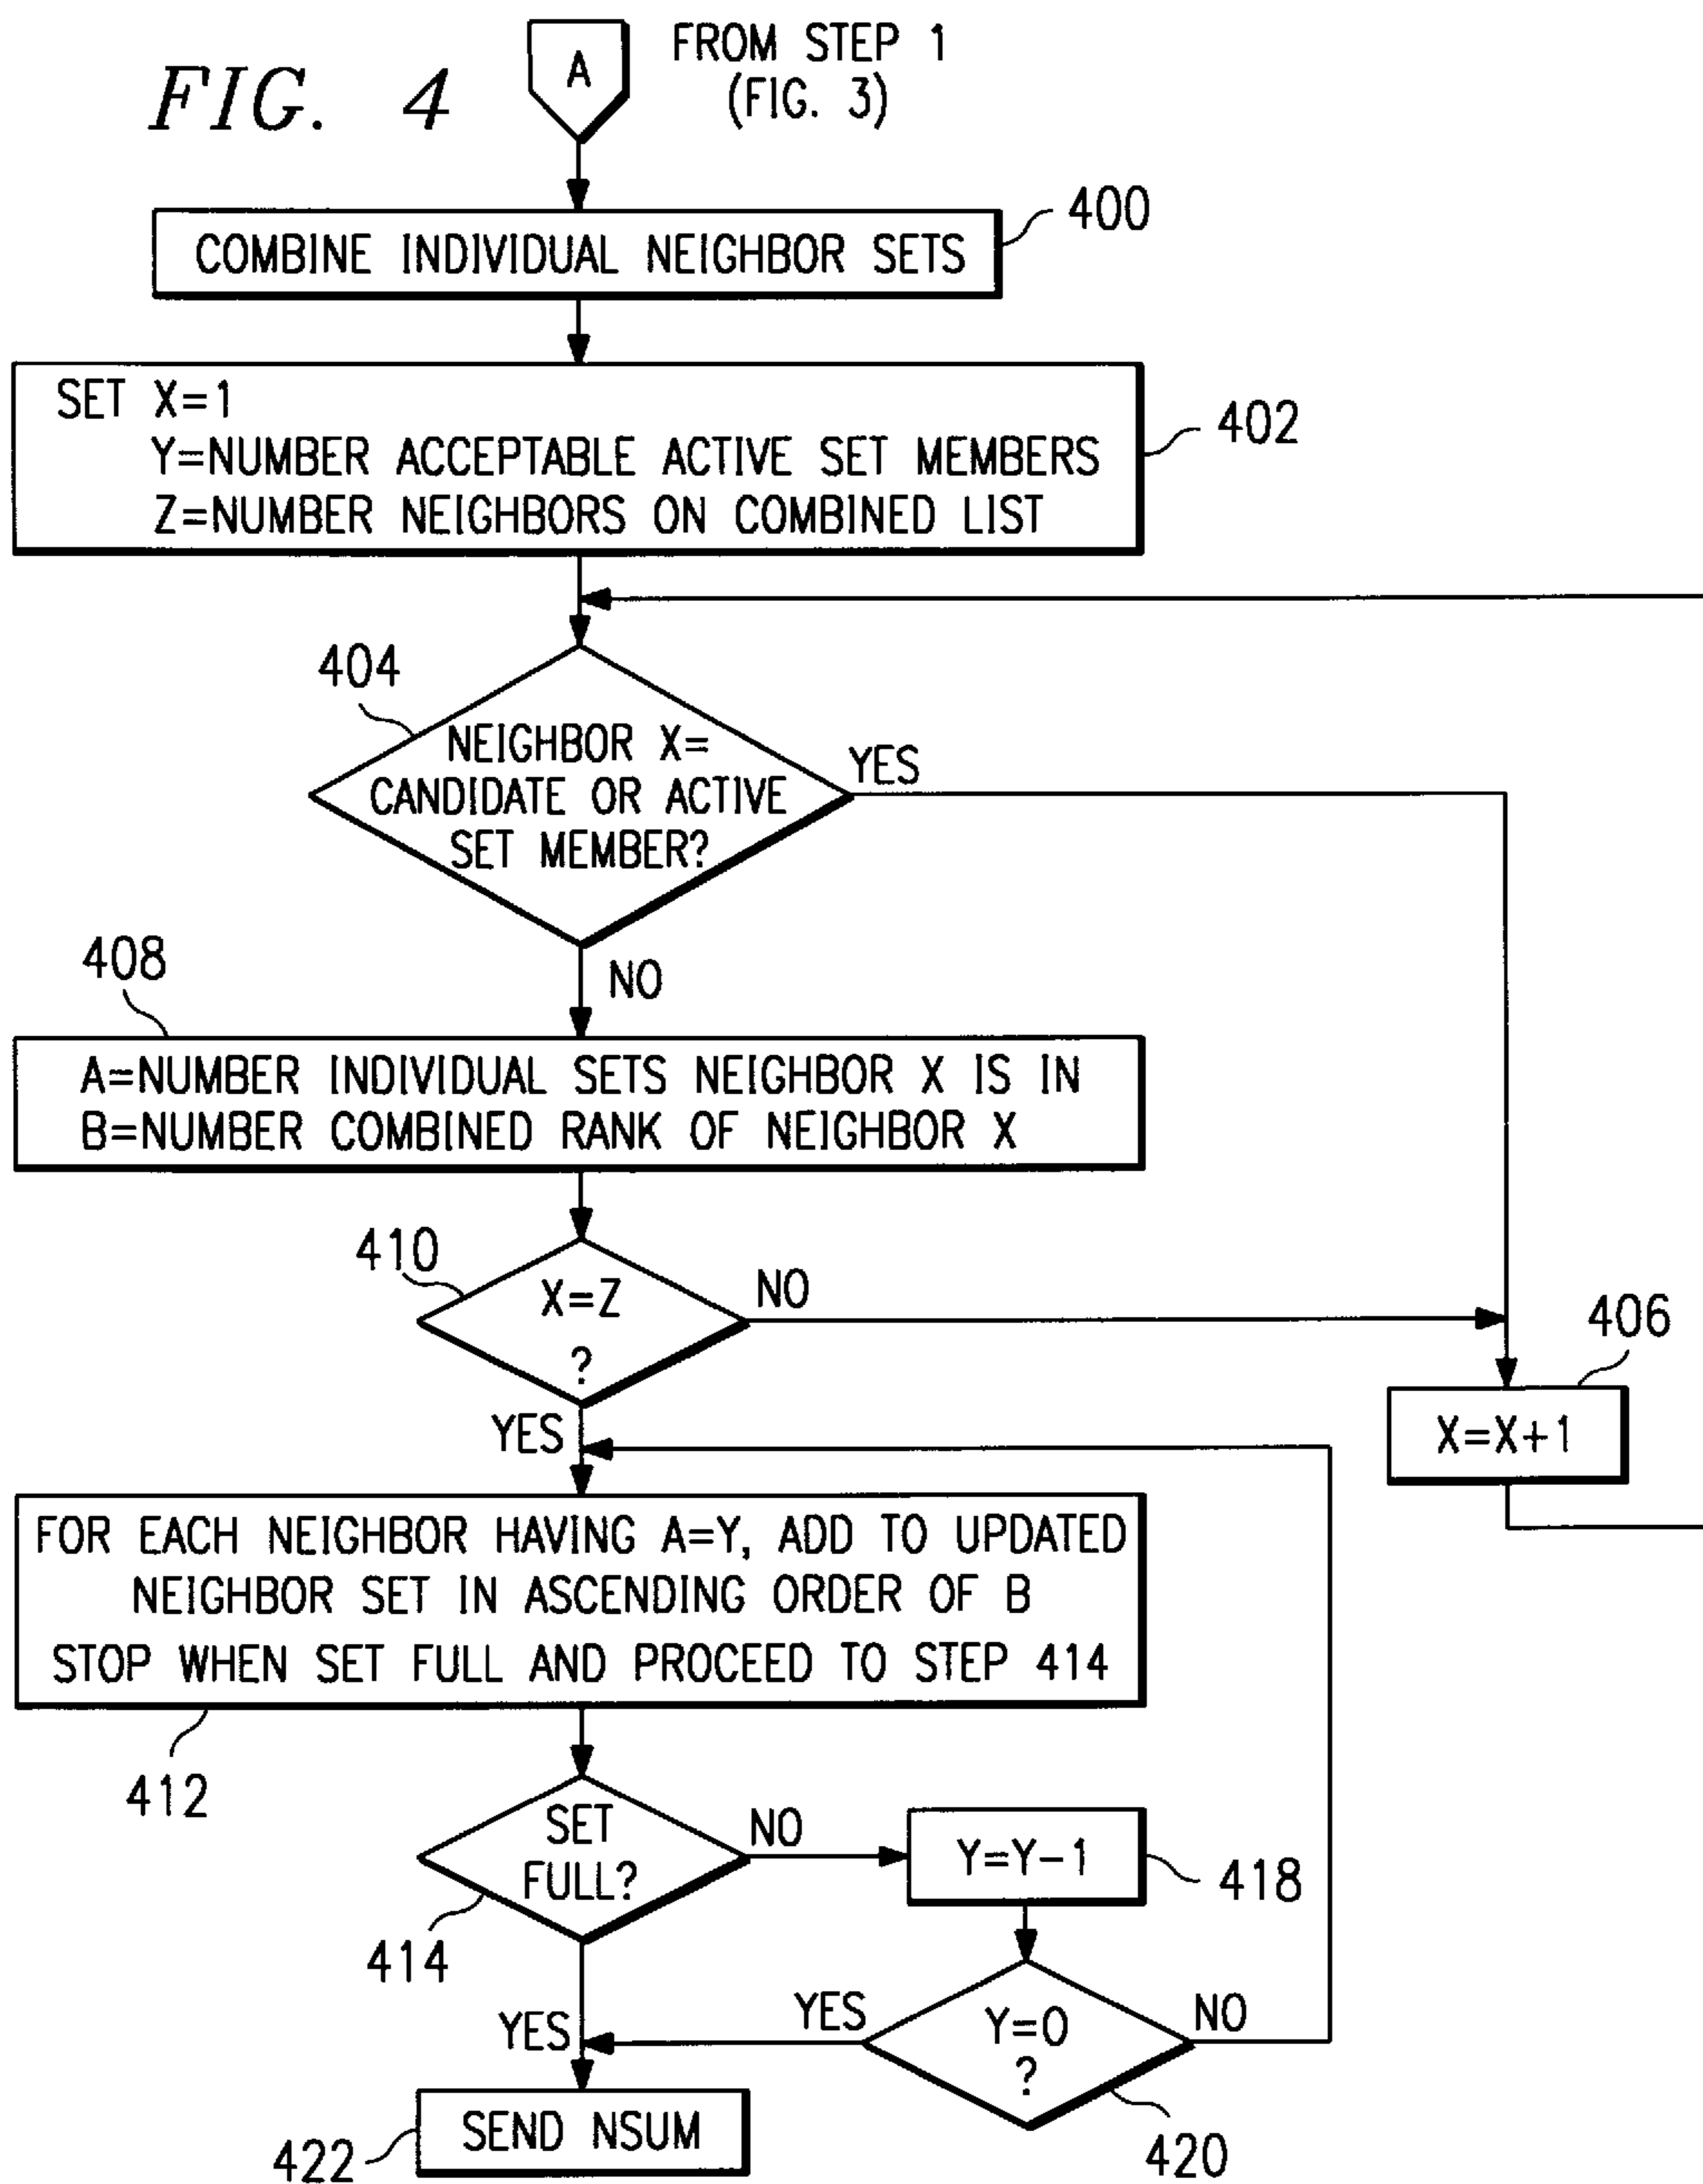 FIG. 4
A
FROM STEP 1
(FIG. 3)
COMBINE INDIVIDUAL NEIGHBOR SETS
400
SET X=1
Y=NUMBER ACCEPTABLE ACTIVE SET MEMBERS
Z=NUMBER NEIGHBORS ON COMBINED LIST
402
404
NEIGHBOR X=
CANDIDATE OR ACTIVE
SET MEMBER?
YES
NO
408
A=NUMBER INDIVIDUAL SETS NEIGHBOR X IS IN
B=NUMBER COMBINED RANK OF NEIGHBOR X
410
X=Z
?
NO
YES
406
X=X+1
FOR EACH NEIGHBOR HAVING A=Y, ADD TO UPDATED
NEIGHBOR SET IN ASCENDING ORDER OF B
STOP WHEN SET FULL AND PROCEED TO STEP 414
412
SET
FULL?
NO
414
YES
Y=Y-1
418
Y=0
?
YES
NO
420
SEND NSUM
422